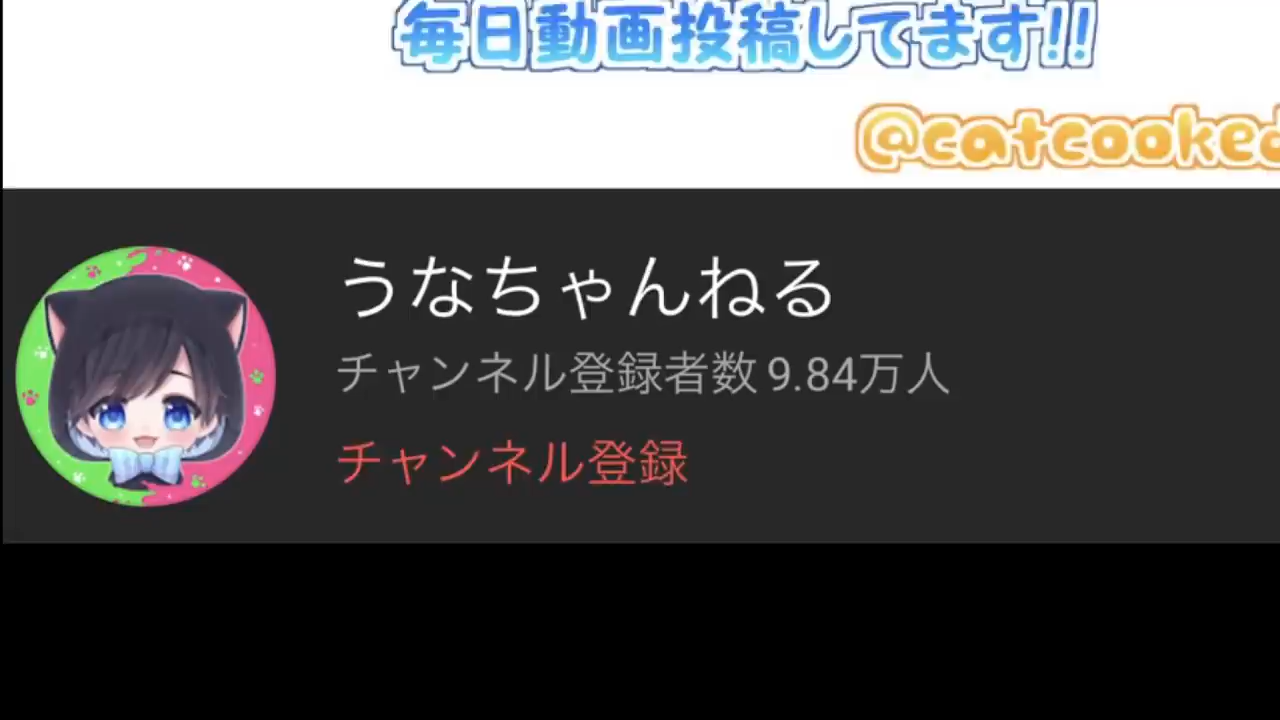 毎日動画投稿してます!!
@catcooked
うなちゃんねる
チャンネル登録者数 9.84万人
チャンネル登録